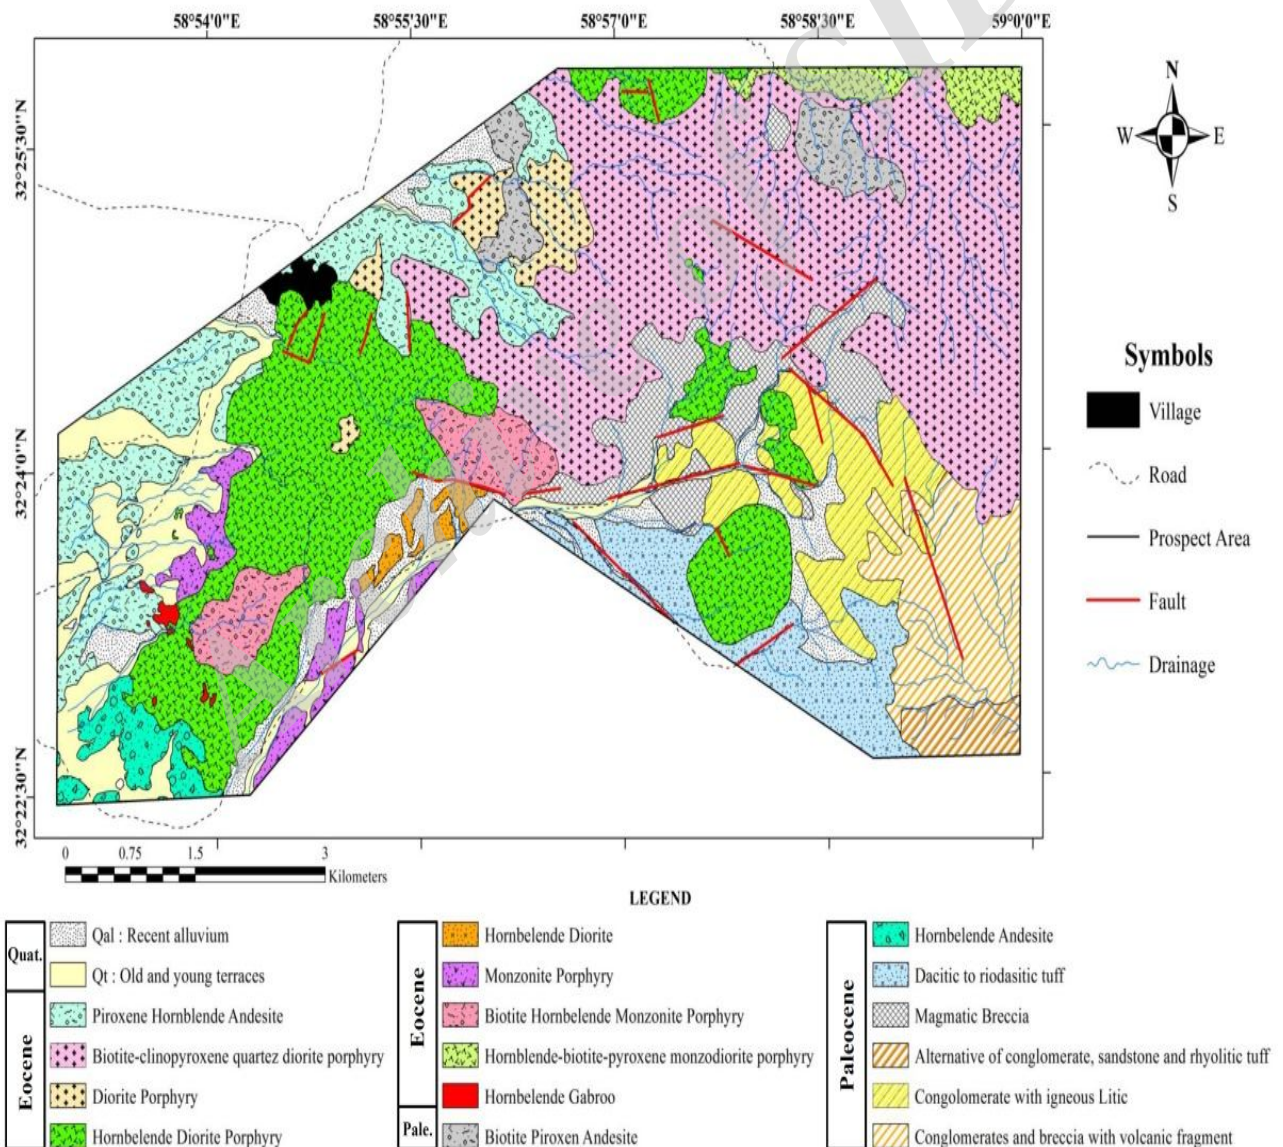 58°54'0"E 58°55'30"E 58°57'0"E 58°58'30"E 59°0'0"E
32°25'30"N
32°24'0"N
32°22'30"N
N
W E
S
Symbols
Village
Road
Prospect Area
Fault
Drainage
0 0.75 1.5 3
Kilometers
LEGEND
Quat.
Qal : Recent alluvium
Qt : Old and young terraces
Eocene
Piroxene Hornblende Andesite
Biotite-clinopyroxene quartez diorite porphyry
Diorite Porphyry
Hornbelende Diorite Porphyry
Eocene
Hornbelende Diorite
Monzonite Porphyry
Biotite Hornbelende Monzonite Porphyry
Hornblende-biotite-pyroxene monzodiorite porphyry
Hornbelende Gabroo
Pale.
Biotite Piroxen Andesite
Paleocene
Hornbelende Andesite
Dacitic to riodasitic tuff
Magmatic Breccia
Alternative of conglomerate, sandstone and rhyolitic tuff
Congolomerate with igneous Litic
Conglomerates and breccia with volcanic fragment